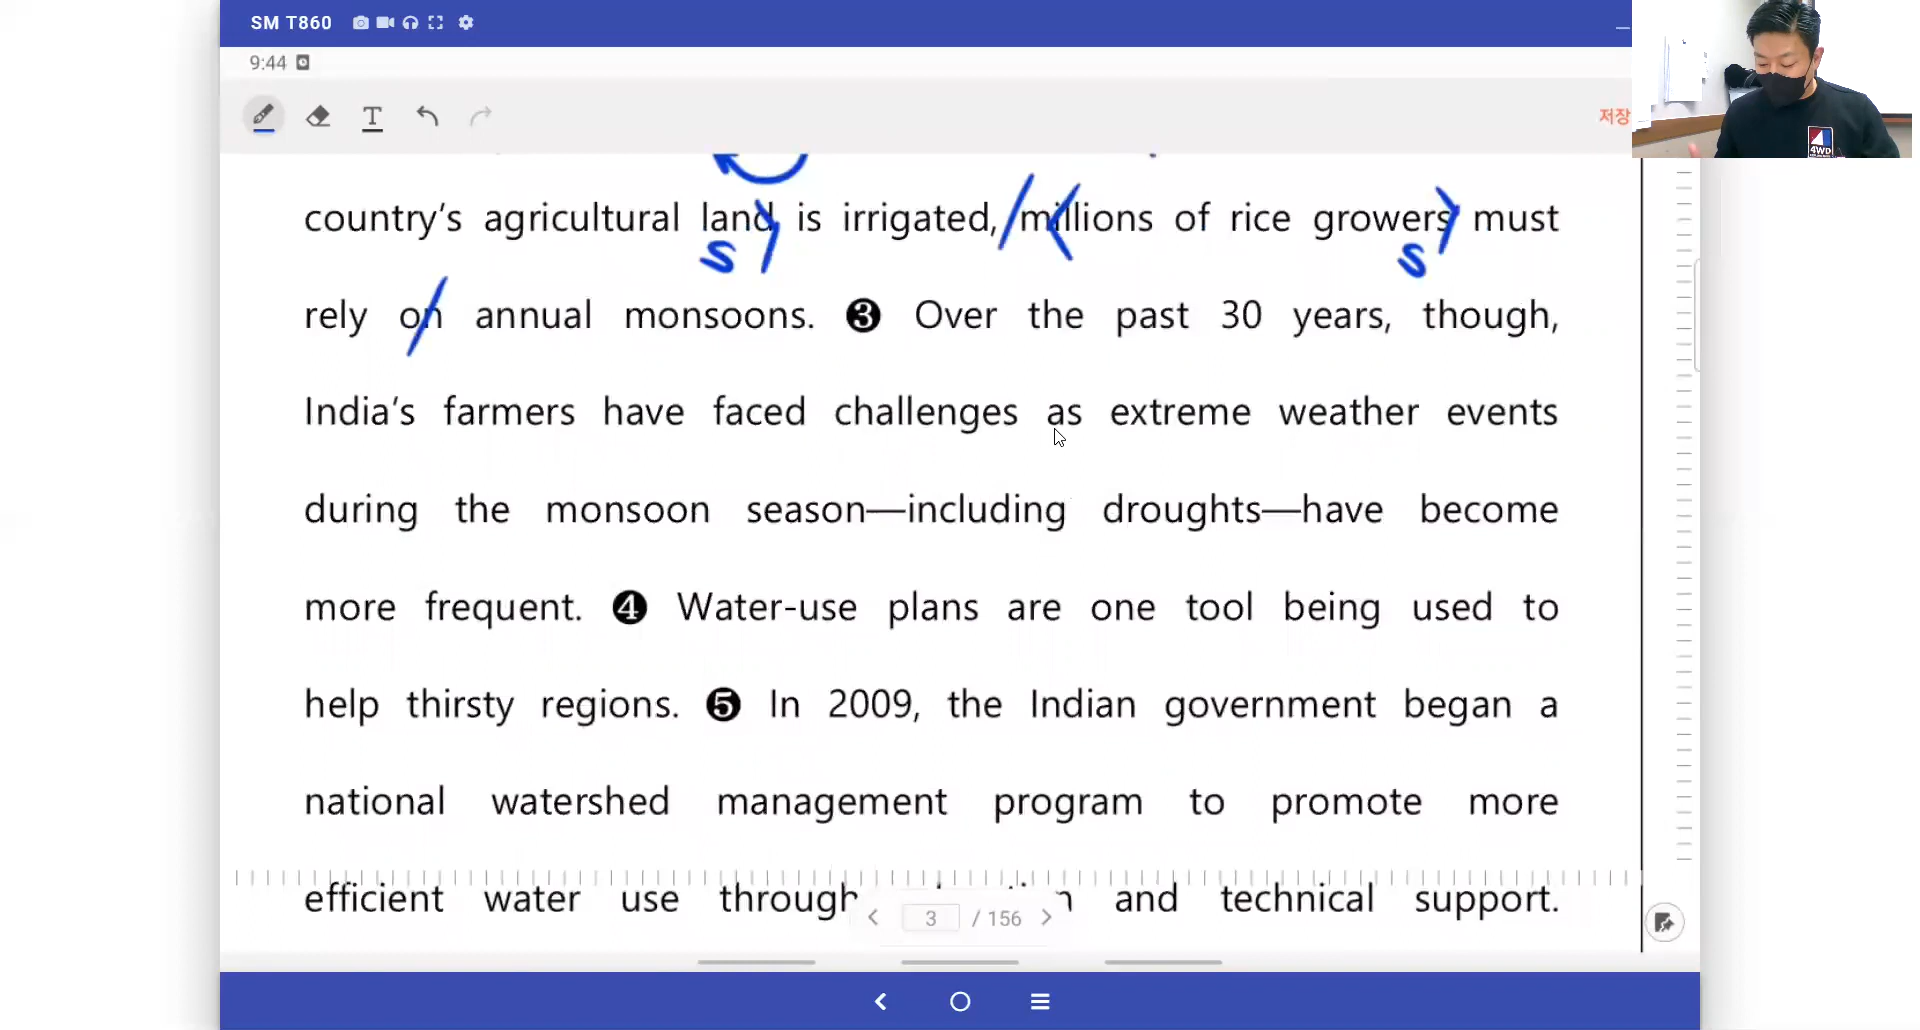 SM T860
9:44
T
저장
4WD
country's agricultural land is irrigated, millions of rice growers must
s s
rely on annual monsoons. ❸ Over the past 30 years, though,
India's farmers have faced challenges as extreme weather events
during the monsoon season—including droughts—have become
more frequent. ❹ Water-use plans are one tool being used to
help thirsty regions. ❺ In 2009, the Indian government began a
national watershed management program to promote more
efficient water use through and technical support.
3 / 156